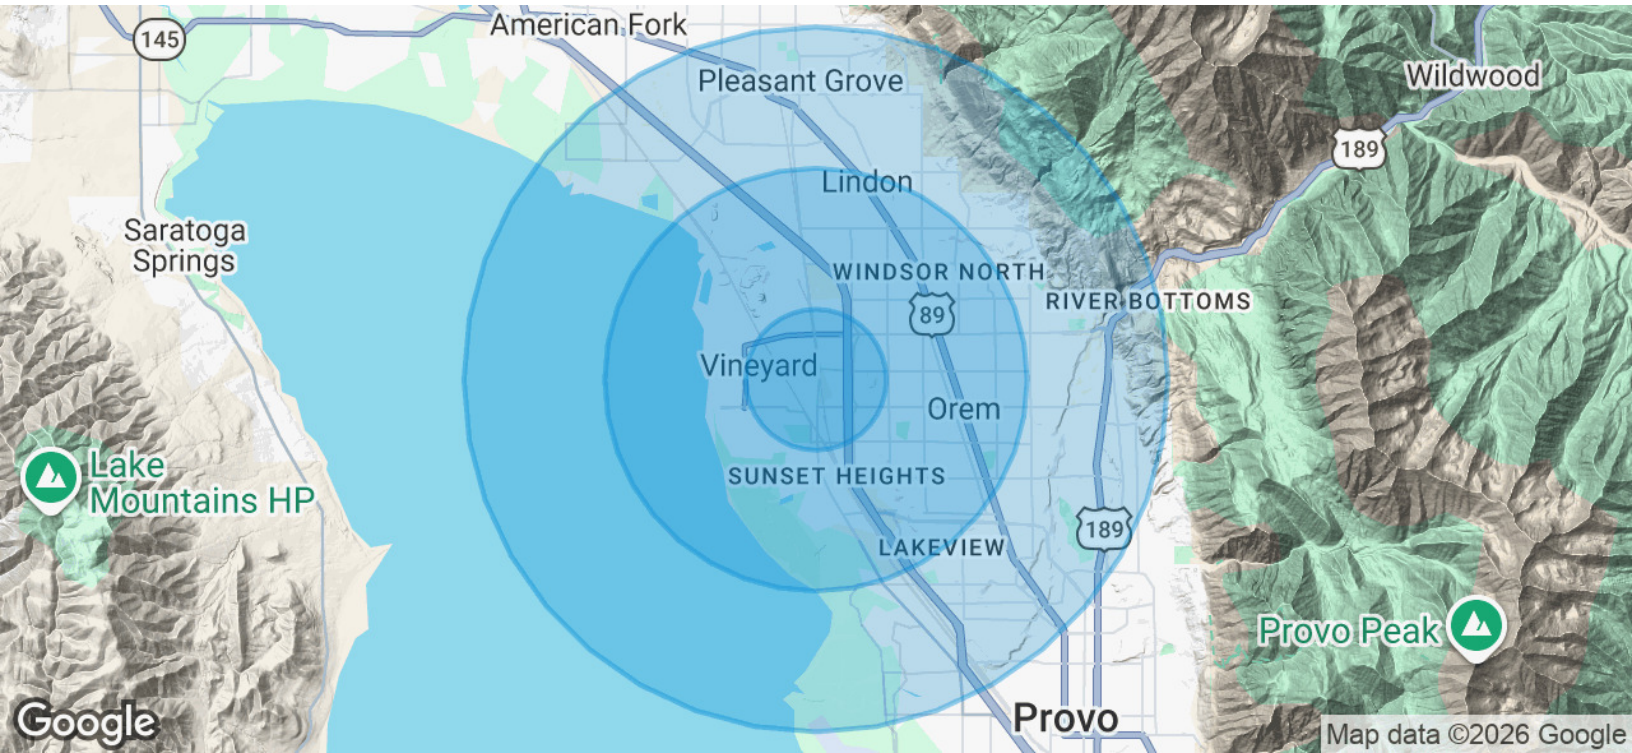 American Fork
145
Pleasant Grove
Wildwood
189
Lindon
Saratoga
Springs
WINDSOR NORTH
RIVER BOTTOMS
89
Vineyard
Orem
Lake
Mountains HP
SUNSET HEIGHTS
189
LAKEVIEW
Provo Peak
Google
Provo
Map data ©2026 Google